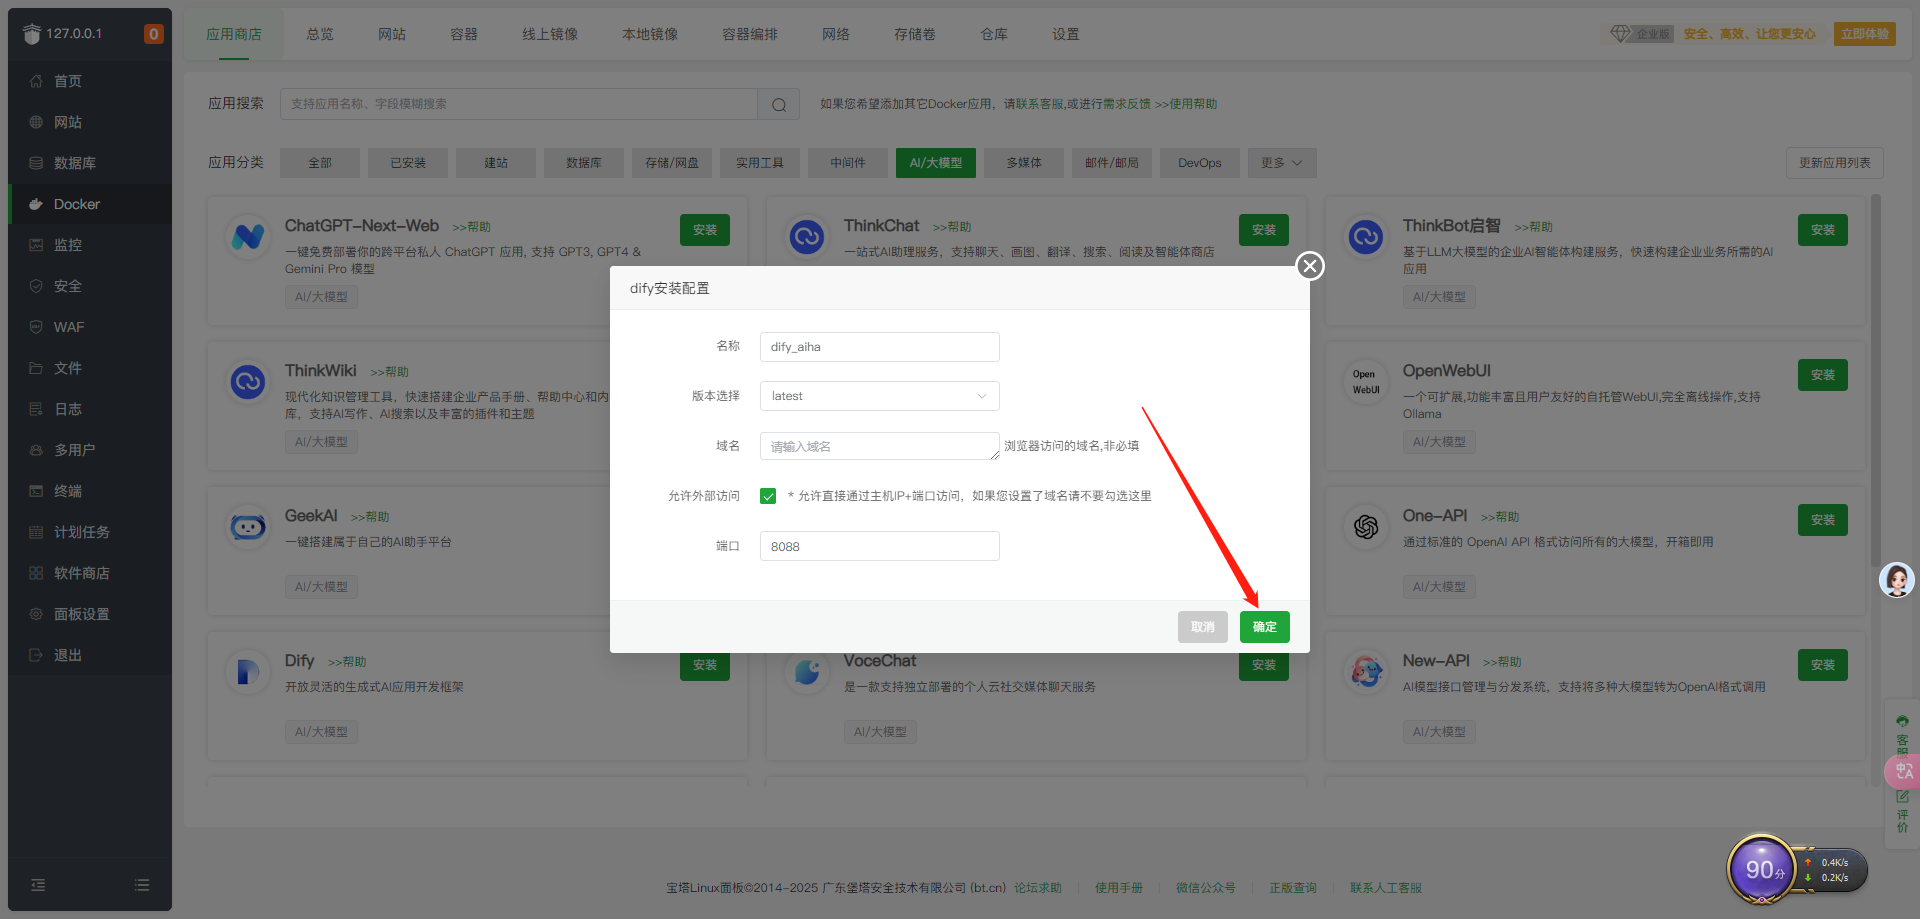 127.0.0.1
0
首页
网站
数据库
Docker
监控
安全
WAF
文件
日志
多用户
终端
计划任务
软件商店
面板设置
退出
应用商店
总览
网站
容器
线上镜像
本地镜像
容器编排
网络
存储卷
仓库
设置
企业版
安全、高效、让您更安心
立即体验
应用搜索
支持应用名称、字段模糊搜索
如果您希望添加其它Docker应用，请联系客服,或进行需求反馈 >>使用帮助
应用分类
全部
已安装
建站
数据库
存储/网盘
实用工具
中间件
AI/大模型
多媒体
邮件/邮局
DevOps
更多
更新应用列表
ChatGPT-Next-Web
>>帮助
安装
一键免费部署你的跨平台私人 ChatGPT 应用, 支持 GPT3, GPT4 &
Gemini Pro 模型
AI/大模型
ThinkChat
>>帮助
安装
一站式AI助理服务，支持聊天、画图、翻译、搜索、阅读及智能体商店
ThinkBot启智
>>帮助
安装
基于LLM大模型的企业AI智能体构建服务，快速构建企业业务所需的AI
应用
AI/大模型
ThinkWiki
>>帮助
现代化知识管理工具，快速搭建企业产品手册、帮助中心和内
库，支持AI写作、AI搜索以及丰富的插件和主题
AI/大模型
Open
WebUI
OpenWebUI
安装
一个可扩展,功能丰富且用户友好的自托管WebUI,完全离线操作,支持
Ollama
AI/大模型
GeekAI
>>帮助
一键搭建属于自己的AI助手平台
AI/大模型
One-API
>>帮助
安装
通过标准的 OpenAI API 格式访问所有的大模型，开箱即用
AI/大模型
Dify
>>帮助
安装
开放灵活的生成式AI应用开发框架
AI/大模型
VoceChat
安装
是一款支持独立部署的个人云社交媒体聊天服务
AI/大模型
New-API
>>帮助
安装
AI模型接口管理与分发系统，支持将多种大模型转为OpenAI格式调用
AI/大模型
dify安装配置
名称
dify_aiha
版本选择
latest
域名
请输入域名
浏览器访问的域名,非必填
允许外部访问
* 允许直接通过主机IP+端口访问，如果您设置了域名请不要勾选这里
端口
8088
取消
确定
客服
中A
评价
90分
0.4K/s
0.2K/s
宝塔Linux面板©2014-2025 广东堡塔安全技术有限公司 (bt.cn)
论坛求助
使用手册
微信公众号
正版查询
联系人工客服